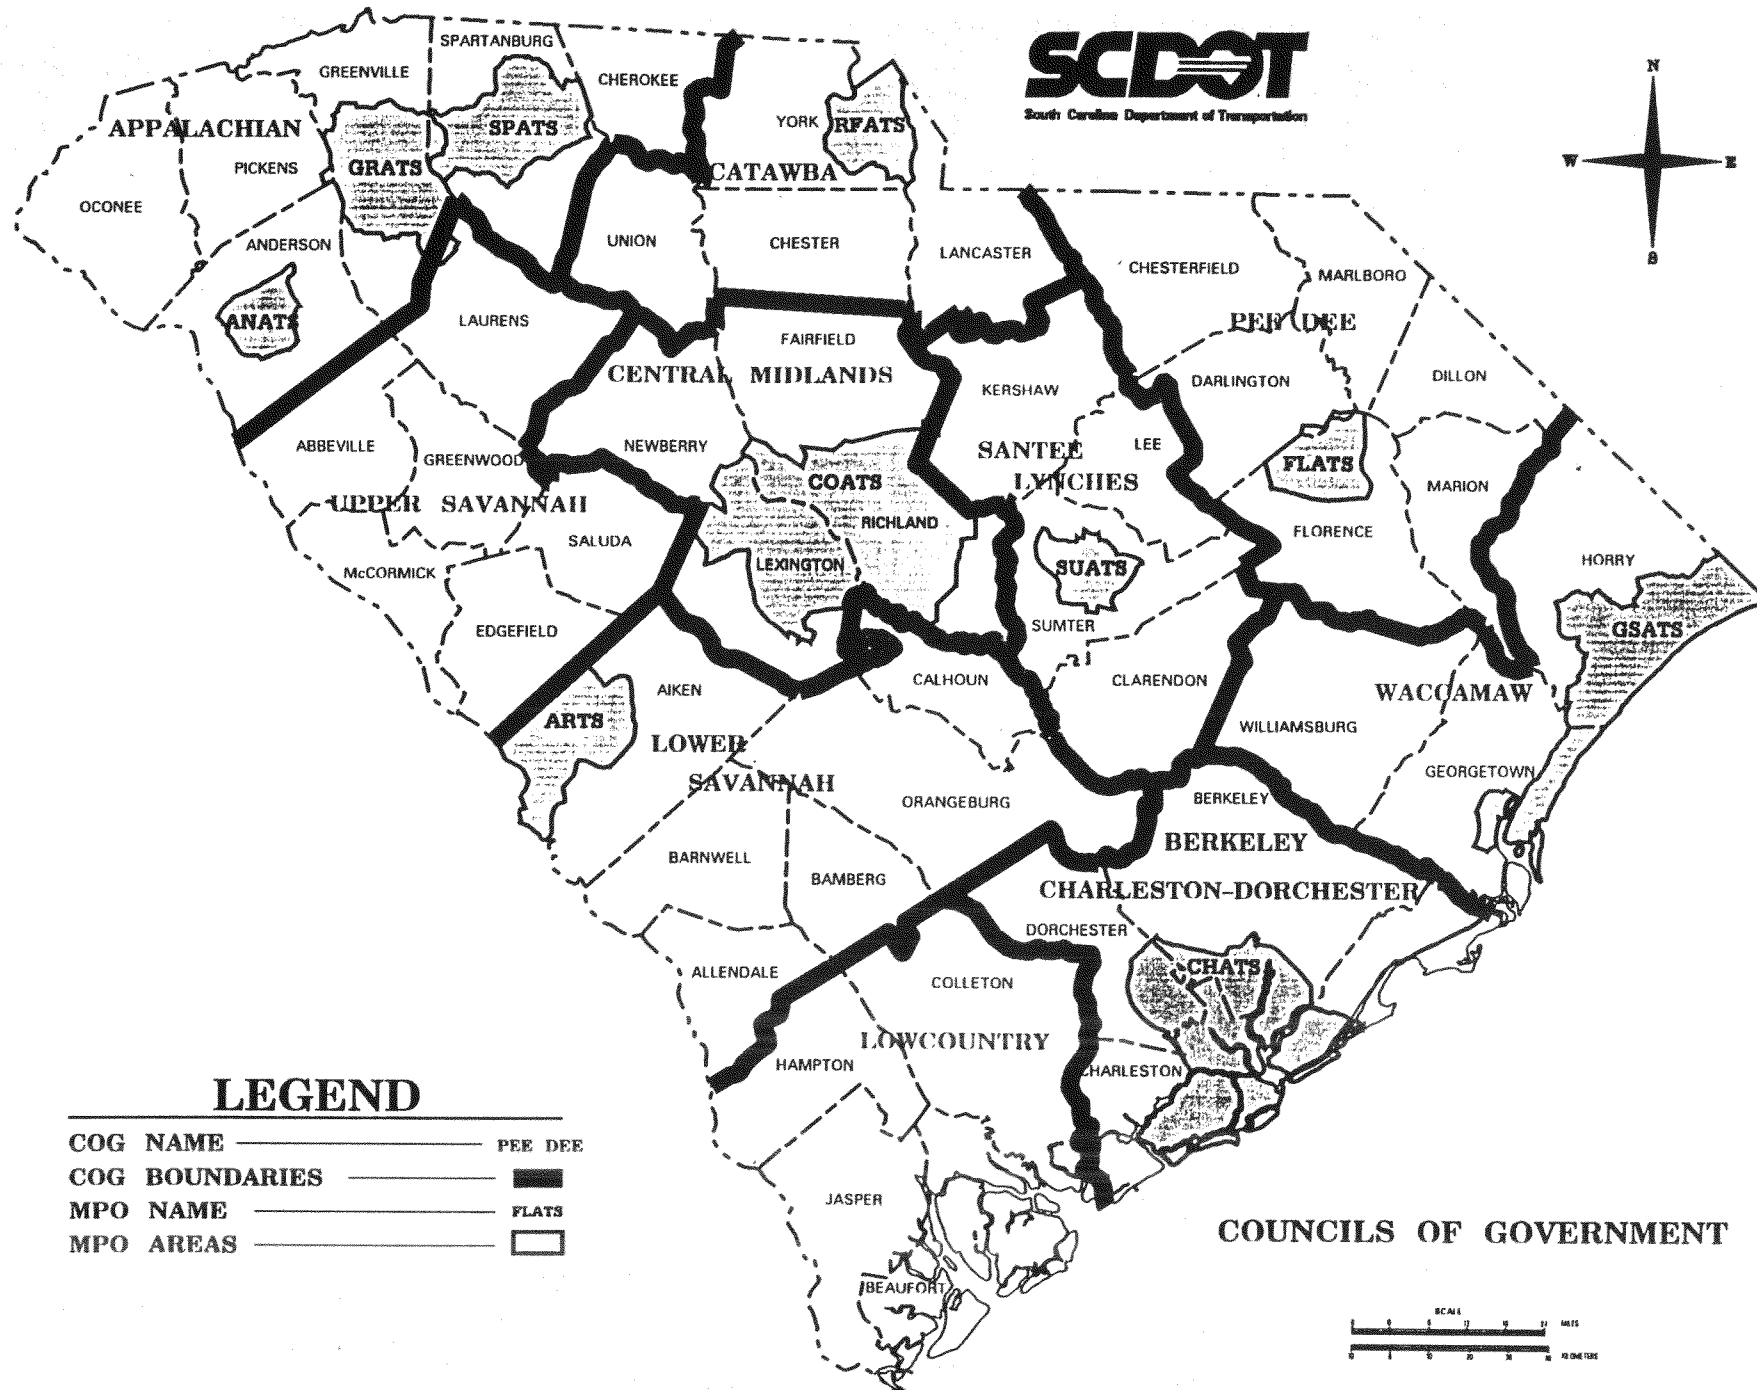 SCDOT
South Carolina Department of Transportation
N
W
E
S
SPARTANBURG
GREENVILLE
CHEROKEE
APPALACHIAN
SPATS
YORK
RFATS
PICKENS
GRATS
CATAWBA
OCONEE
ANDERSON
UNION
CHESTER
LANCASTER
CHESTERFIELD
MARLBORO
ANATS
LAURENS
FAIRFIELD
PEE DEE
CENTRAL MIDLANDS
KERSHAW
DARLINGTON
DILLON
ABBEVILLE
GREENWOOD
NEWBERRY
SANTEE
LYNCHES
LEE
FLATS
COATS
MARION
UPPER SAVANNAH
RICHLAND
FLORENCE
SALUDA
LEXINGTON
SUATS
HORRY
McCORMICK
EDGEFIELD
SUMTER
GSATS
AIKEN
CALHOUN
CLARENDON
WACCAMAW
ARTS
WILLIAMSBURG
LOWER
SAVANNAH
GEORGETOWN
ORANGEBURG
BERKELEY
BERKELEY
CHARLESTON-DORCHESTER
BARNWELL
BAMBERG
DORCHESTER
ALLENDALE
COLLETON
CHATS
LOWCOUNTRY
HAMPTON
CHARLESTON
JASPER
BEAUFORT
LEGEND
COG NAME PEE DEE
COG BOUNDARIES
MPO NAME FLATS
MPO AREAS
COUNCILS OF GOVERNMENT
SCALE
MILES
KILOMETERS